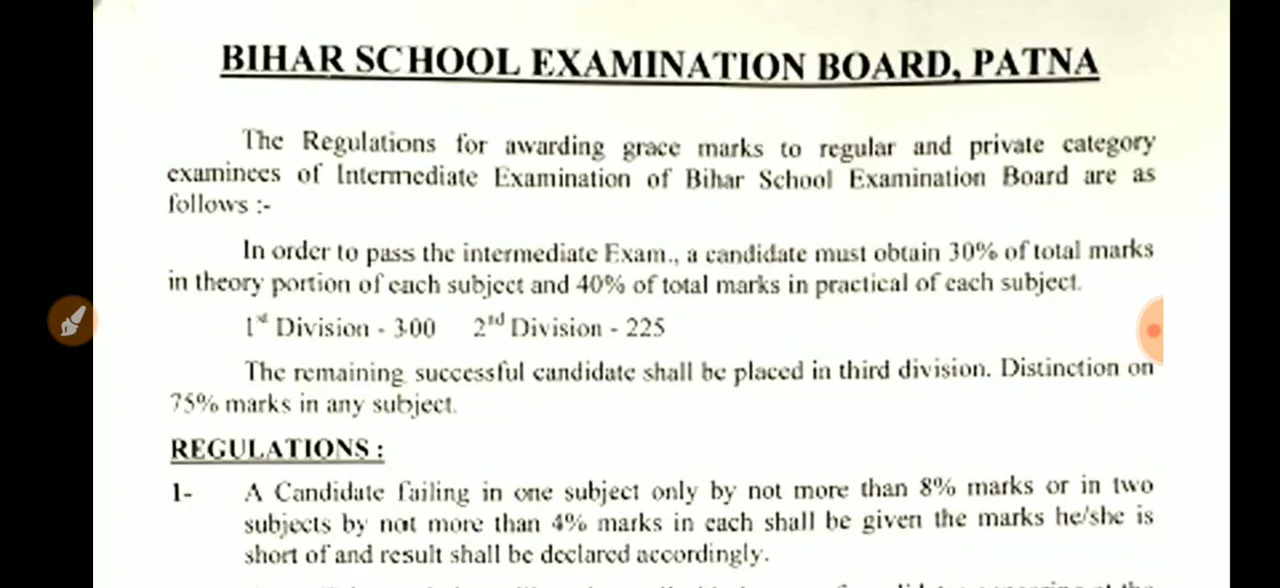 BIHAR SCHOOL EXAMINATION BOARD, PATNA
The Regulations for awarding grace marks to regular and private category
examinees of Intermediate Examination of Bihar School Examination Board are as
follows :-
In order to pass the intermediate Exam., a candidate must obtain 30% of total marks
in theory portion of each subject and 40% of total marks in practical of each subject.
1st Division - 300 2nd Division - 225
The remaining successful candidate shall be placed in third division. Distinction on
75% marks in any subject.
REGULATIONS :
1- A Candidate failing in one subject only by not more than 8% marks or in two
subjects by not more than 4% marks in each shall be given the marks he/she is
short of and result shall be declared accordingly.